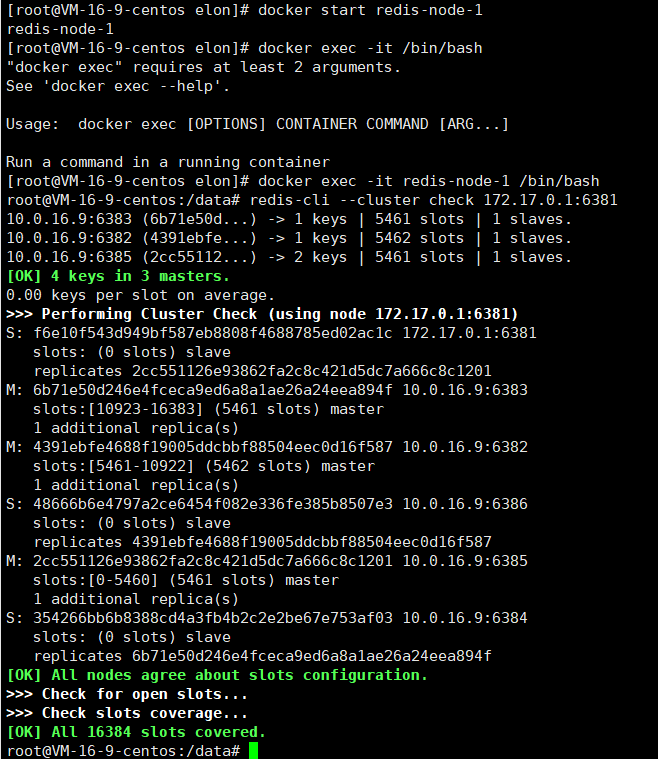 [root@VM-16-9-centos elon]# docker start redis-node-1
redis-node-1
[root@VM-16-9-centos elon]# docker exec -it /bin/bash
"docker exec" requires at least 2 arguments.
See 'docker exec --help'.

Usage:  docker exec [OPTIONS] CONTAINER COMMAND [ARG...]

Run a command in a running container
[root@VM-16-9-centos elon]# docker exec -it redis-node-1 /bin/bash
root@VM-16-9-centos:/data# redis-cli --cluster check 172.17.0.1:6381
10.0.16.9:6383 (6b71e50d...) -> 1 keys | 5461 slots | 1 slaves.
10.0.16.9:6382 (4391ebfe...) -> 1 keys | 5462 slots | 1 slaves.
10.0.16.9:6385 (2cc55112...) -> 2 keys | 5461 slots | 1 slaves.
[OK] 4 keys in 3 masters.
0.00 keys per slot on average.
>>> Performing Cluster Check (using node 172.17.0.1:6381)
S: f6e10f543d949bf587eb8808f4688785ed02ac1c 172.17.0.1:6381
   slots: (0 slots) slave
   replicates 2cc551126e93862fa2c8c421d5dc7a666c8c1201
M: 6b71e50d246e4fceca9ed6a8a1ae26a24eea894f 10.0.16.9:6383
   slots:[10923-16383] (5461 slots) master
   1 additional replica(s)
M: 4391ebfe4688f19005ddcbbf88504eec0d16f587 10.0.16.9:6382
   slots:[5461-10922] (5462 slots) master
   1 additional replica(s)
S: 48666b6e4797a2ce6454f082e336fe385b8507e3 10.0.16.9:6386
   slots: (0 slots) slave
   replicates 4391ebfe4688f19005ddcbbf88504eec0d16f587
M: 2cc551126e93862fa2c8c421d5dc7a666c8c1201 10.0.16.9:6385
   slots:[0-5460] (5461 slots) master
   1 additional replica(s)
S: 354266bb6b8388cd4a3fb4b2c2e2be67e753af03 10.0.16.9:6384
   slots: (0 slots) slave
   replicates 6b71e50d246e4fceca9ed6a8a1ae26a24eea894f
[OK] All nodes agree about slots configuration.
>>> Check for open slots...
>>> Check slots coverage...
[OK] All 16384 slots covered.
root@VM-16-9-centos:/data#